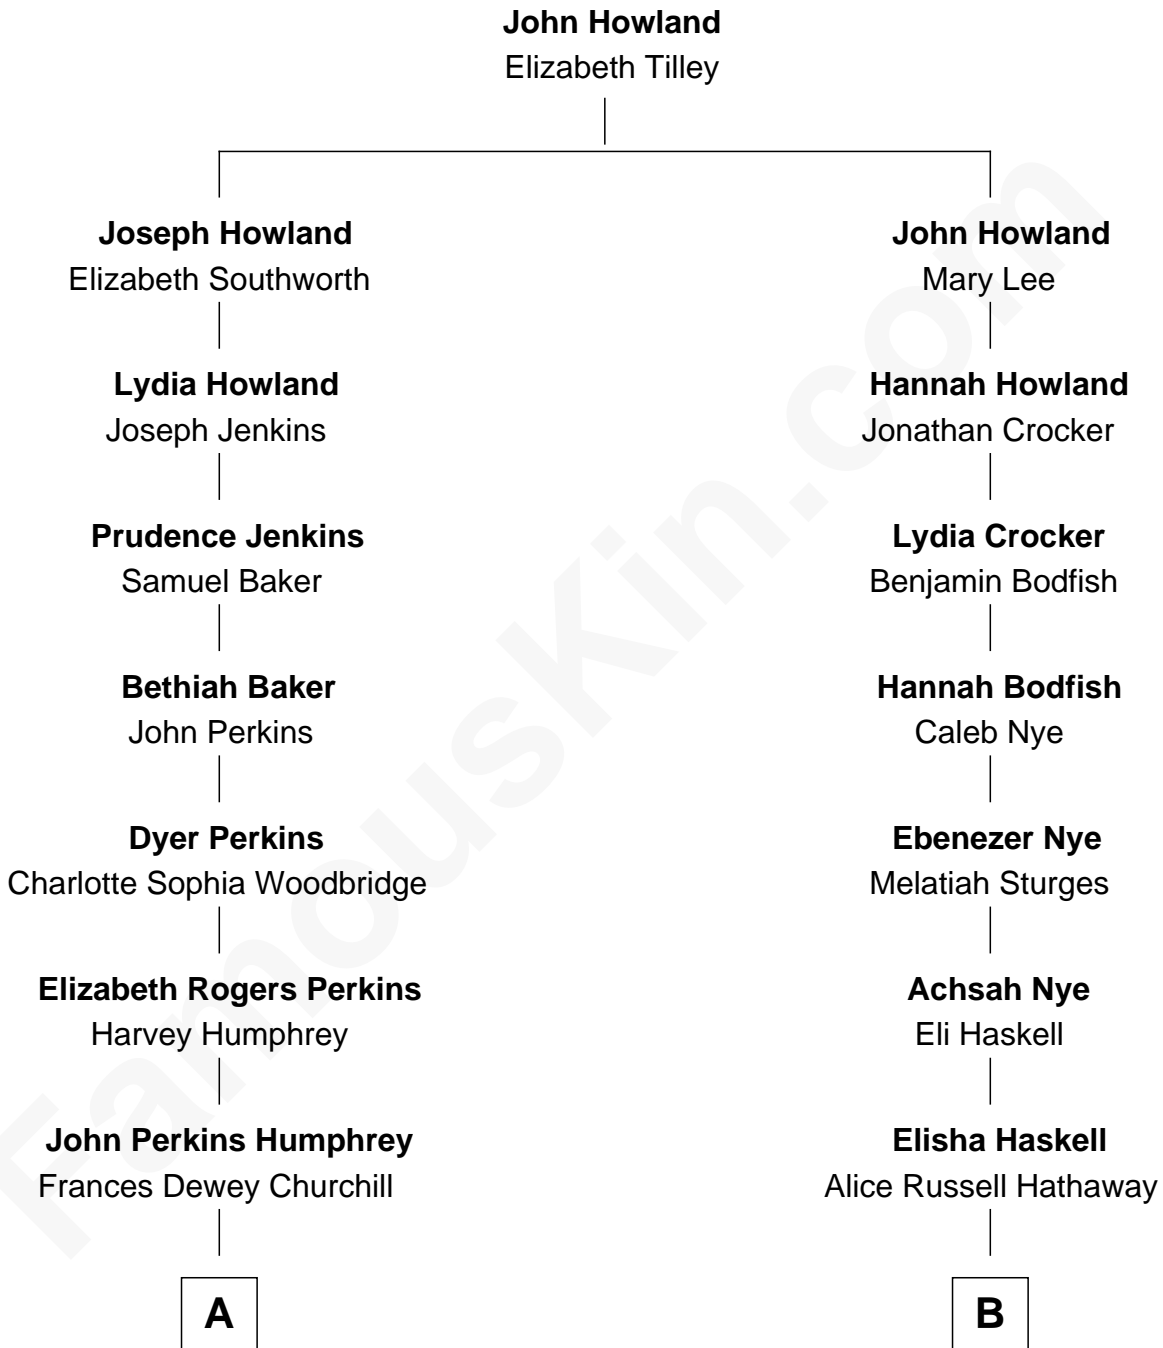 John Howland
Elizabeth Tilley
Joseph Howland
Elizabeth Southworth
Lydia Howland
Joseph Jenkins
Prudence Jenkins
Samuel Baker
Bethiah Baker
John Perkins
Dyer Perkins
Charlotte Sophia Woodbridge
Elizabeth Rogers Perkins
Harvey Humphrey
John Perkins Humphrey
Frances Dewey Churchill
A
John Howland
Mary Lee
Hannah Howland
Jonathan Crocker
Lydia Crocker
Benjamin Bodfish
Hannah Bodfish
Caleb Nye
Ebenezer Nye
Melatiah Sturges
Achsah Nye
Eli Haskell
Elisha Haskell
Alice Russell Hathaway
B
FamousKin.com